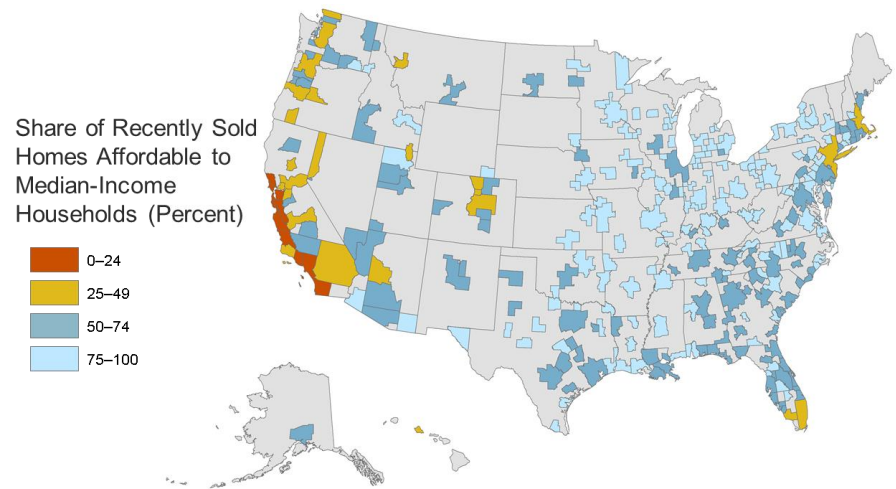 Share of Recently Sold
Homes Affordable to
Median-Income
Households (Percent)
0–24
25–49
50–74
75–100